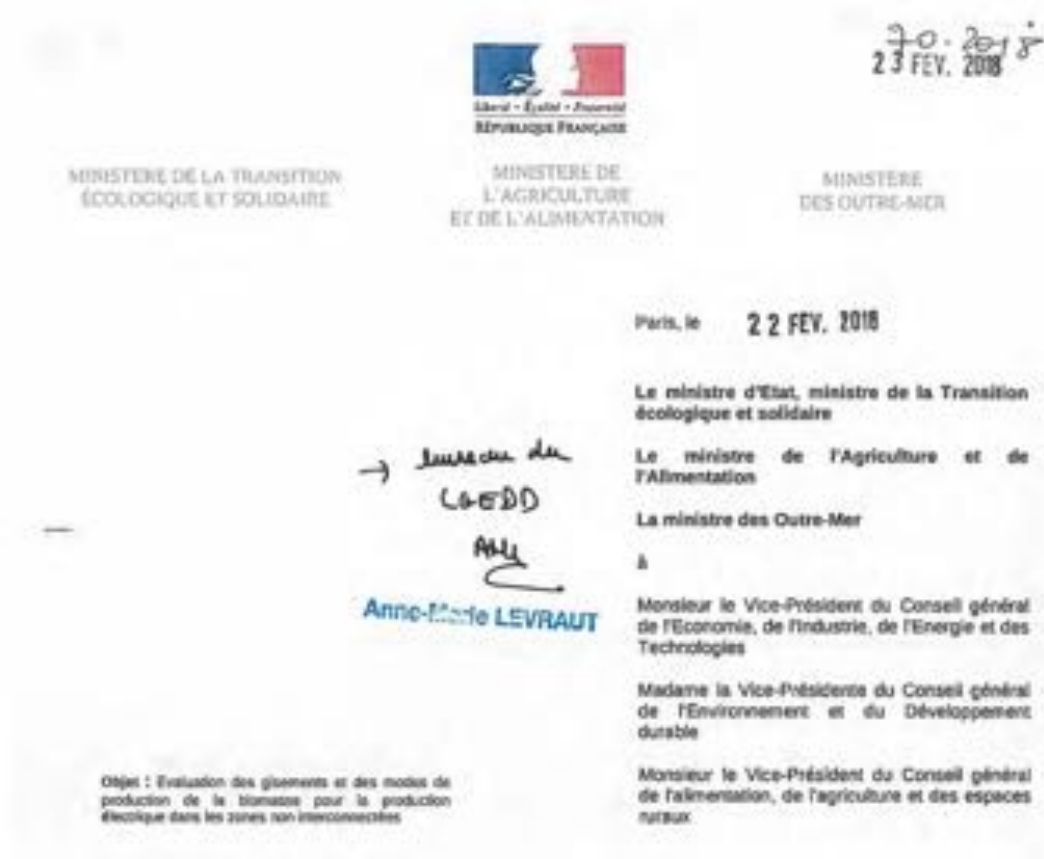 23 FEV. 2018
Liberté • Égalité • Fraternité
RÉPUBLIQUE FRANÇAISE
MINISTERE DE LA TRANSITION
ÉCOLOGIQUE ET SOLIDAIRE
MINISTERE DE
L'AGRICULTURE
ET DE L'ALIMENTATION
MINISTÈRE
DES OUTRE-MER
Paris, le 22 FEV. 2018
Le ministre d'Etat, ministre de la Transition
écologique et solidaire
Le ministre de l'Agriculture et de
l'Alimentation
La ministre des Outre-Mer
à
→ bureau du
CGEDD
Anne-Marie LEVRAUT
Monsieur le Vice-Président du Conseil général
de l'Economie, de l'Industrie, de l'Energie et des
Technologies
Madame la Vice-Présidente du Conseil général
de l'Environnement et du Développement
durable
Monsieur le Vice-Président du Conseil général
de l'alimentation, de l'agriculture et des espaces
ruraux
Objet : Evaluation des gisements et des modes de
production de la biomasse pour la production
électrique dans les zones non interconnectées